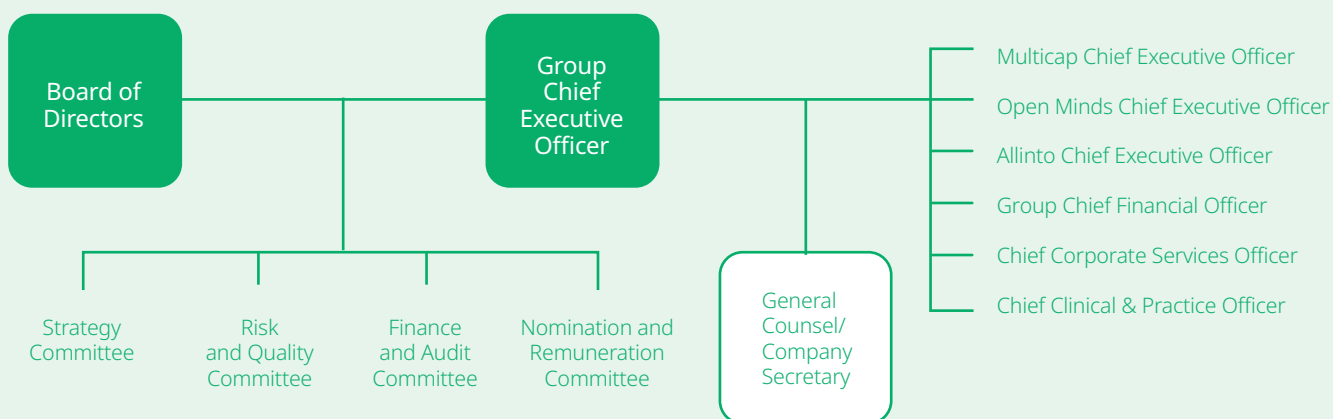 Board of
Directors
Group
Chief
Executive
Officer
Multicap Chief Executive Officer
Open Minds Chief Executive Officer
Allinto Chief Executive Officer
Group Chief Financial Officer
Chief Corporate Services Officer
Chief Clinical & Practice Officer
Strategy
Committee
Risk
and Quality
Committee
Finance
and Audit
Committee
Nomination and
Remuneration
Committee
General
Counsel/
Company
Secretary